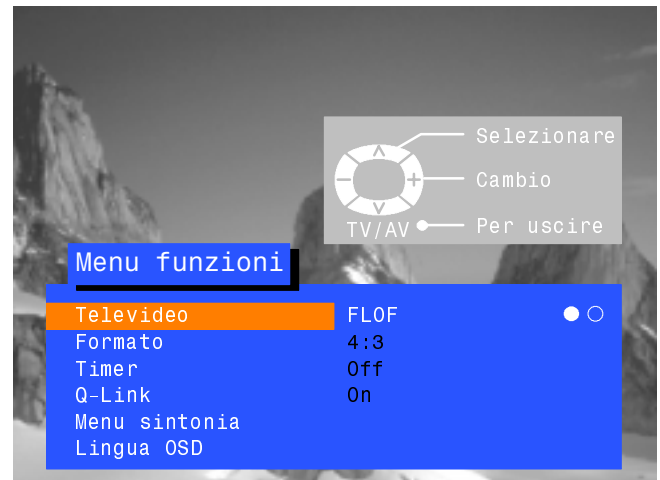 Selezionare
Cambio
TV/AV Per uscire
Menu funzioni
Televideo FLOF
Formato 4:3
Timer Off
Q-Link On
Menu sintonia
Lingua OSD